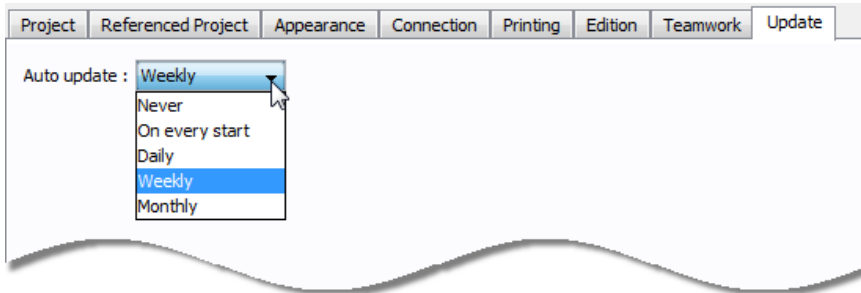 Project Referenced Project Appearance Connection Printing Edition Teamwork Update
Auto update : Weekly
Never
On every start
Daily
Weekly
Monthly